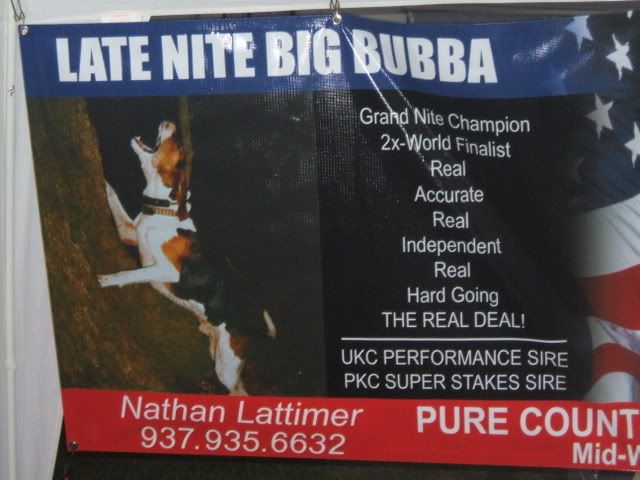 LATE NITE BIG BUBBA
Grand Nite Champion
2x-World Finalist
Real
Accurate
Real
Independent
Real
Hard Going
THE REAL DEAL!
UKC PERFORMANCE SIRE
PKC SUPER STAKES SIRE
Nathan Lattimer
937.935.6632
PURE COUNT
Mid-W